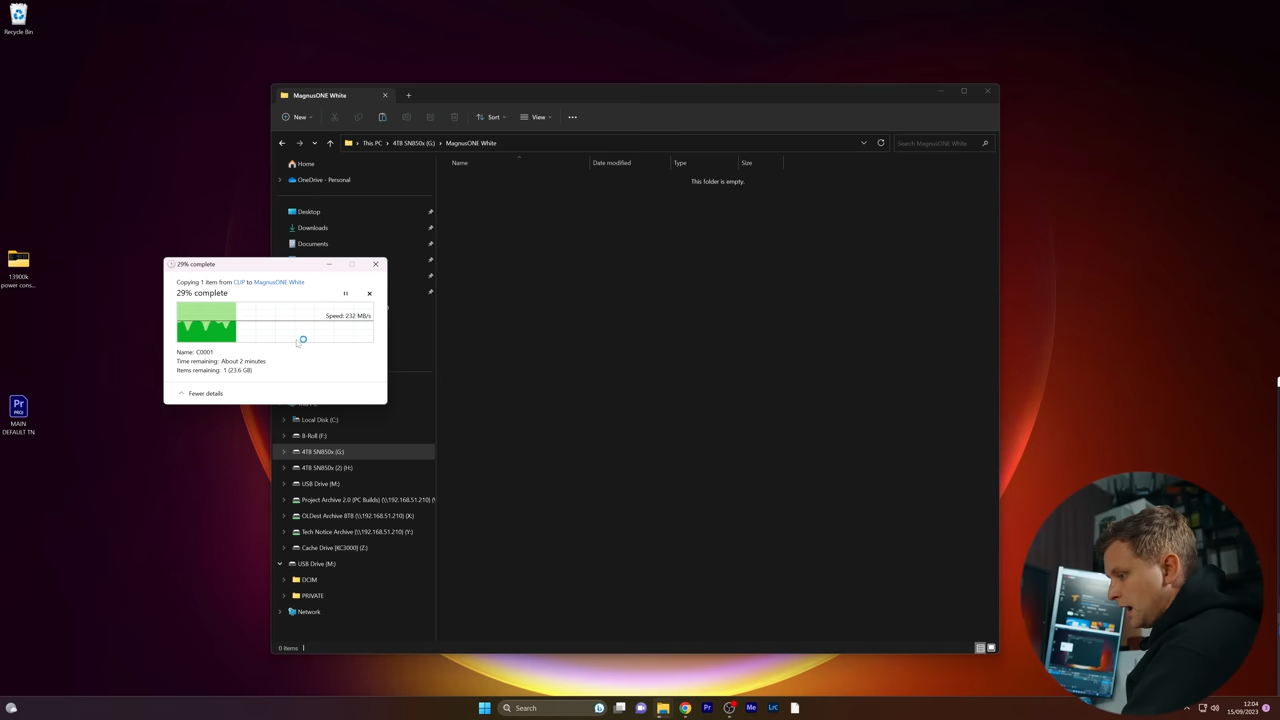 Recycle Bin
MagnusONE White
New
Sort
View
This PC > 4TB SN850x (G:) > MagnusONE White
Search MagnusONE White
Name
Date modified
Type
Size
Home
This folder is empty.
OneDrive - Personal
Desktop
Downloads
Documents
13900k
power cons...
29% complete
Copying 1 item from CLIP to MagnusONE White
29% complete
Speed: 232 MB/s
Name: C0001
Time remaining: About 2 minutes
Items remaining: 1 (23.6 GB)
Fewer details
Pr
PROJ
MAIN
DEFAULT TN
Local Disk (C:)
B-Roll (F:)
4TB SN850x (G:)
4TB SN850x (2) (H:)
USB Drive (M:)
Project Archive 2.0 (PC Builds) (\\192.168.51.210) (
OLDest Archive 8TB (\\192.168.51.210) (X:)
Tech Notice Archive (\\192.168.51.210) (Y:)
Cache Drive [KC3000] (Z:)
USB Drive (M:)
DCIM
PRIVATE
Network
0 items
Search
Pr
Me
Lrc
12:04
15/09/2023